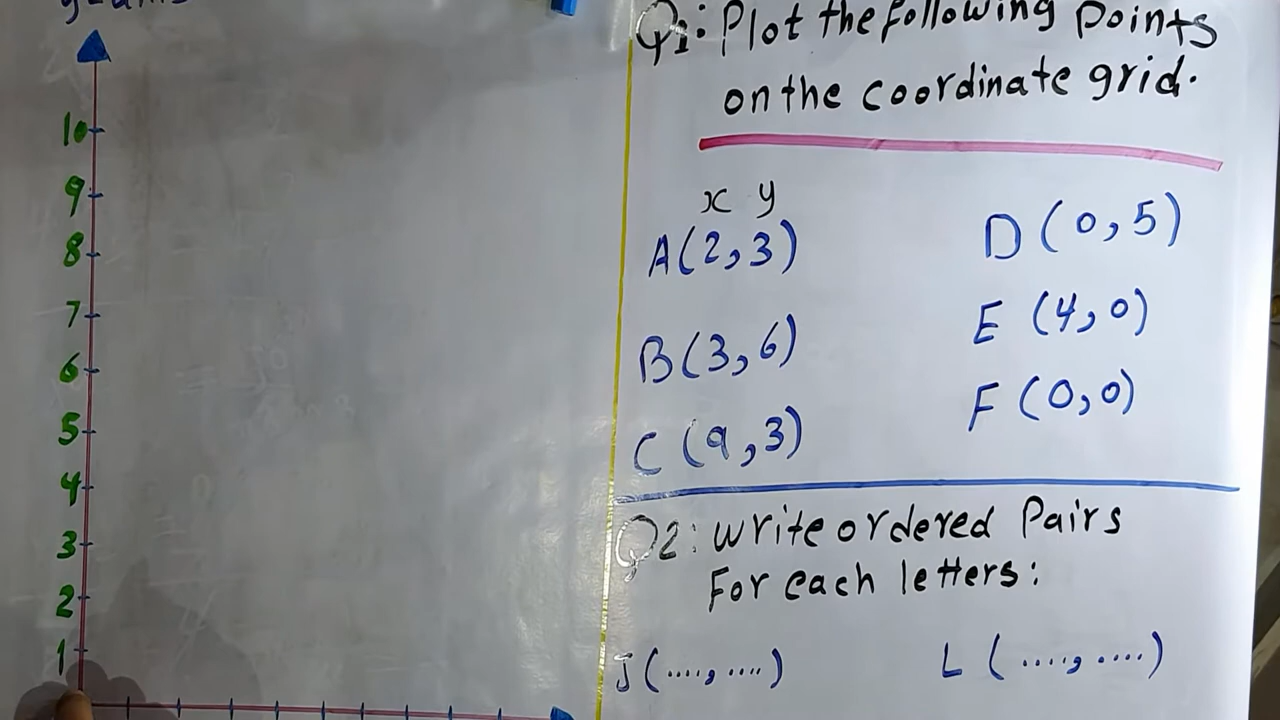 10
9
8
7
6
5
4
3
2
1
Q1: Plot the following Points
on the coordinate grid.
x y
A(2,3)
B(3,6)
C(9,3)
D(0,5)
E(4,0)
F(0,0)
Q2: write ordered Pairs
For each letters:
J(....,....)
L(....,....)